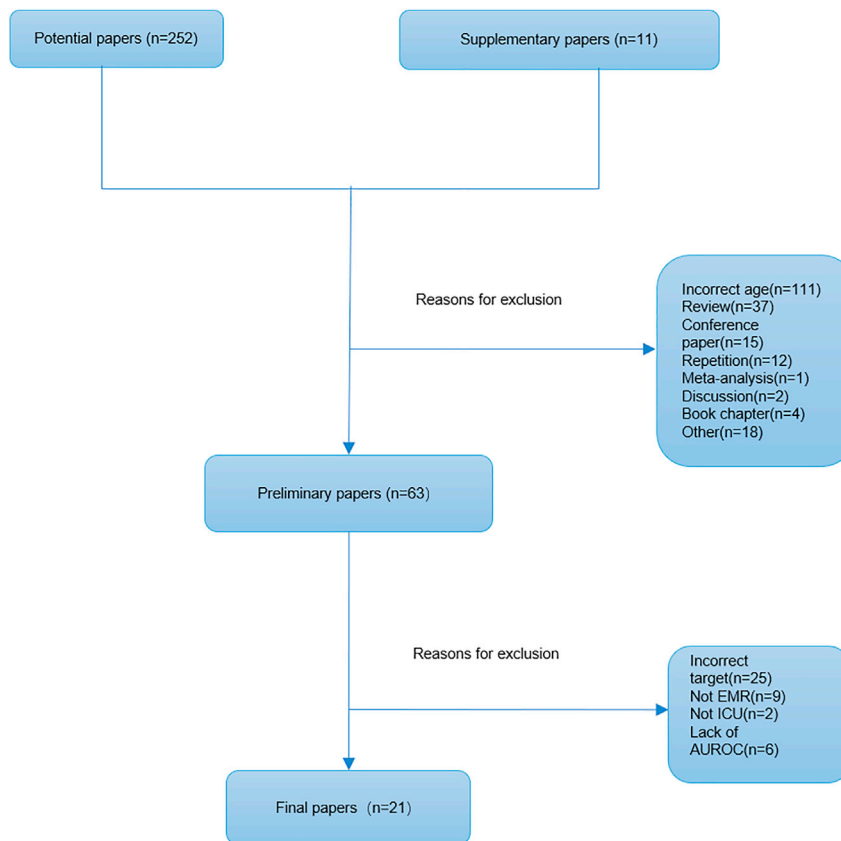 Potential papers (n=252)
Supplementary papers (n=11)
Reasons for exclusion
Incorrect age(n=111)
Review(n=37)
Conference
paper(n=15)
Repetition(n=12)
Meta-analysis(n=1)
Discussion(n=2)
Book chapter(n=4)
Other(n=18)
Preliminary papers (n=63)
Reasons for exclusion
Incorrect
target(n=25)
Not EMR(n=9)
Not ICU(n=2)
Lack of
AUROC(n=6)
Final papers（n=21)